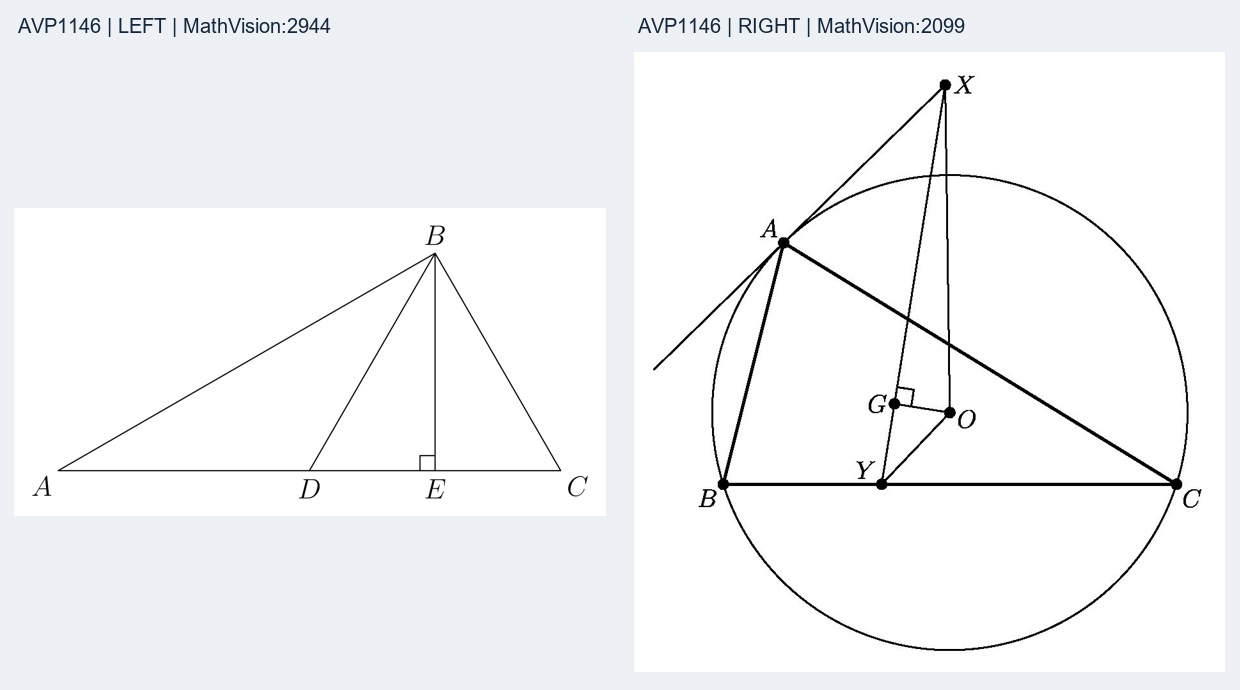 AVP1146 | LEFT | MathVision:2944
B
A
D
E
C
AVP1146 | RIGHT | MathVision:2099
X
A
G
O
Y
B
C